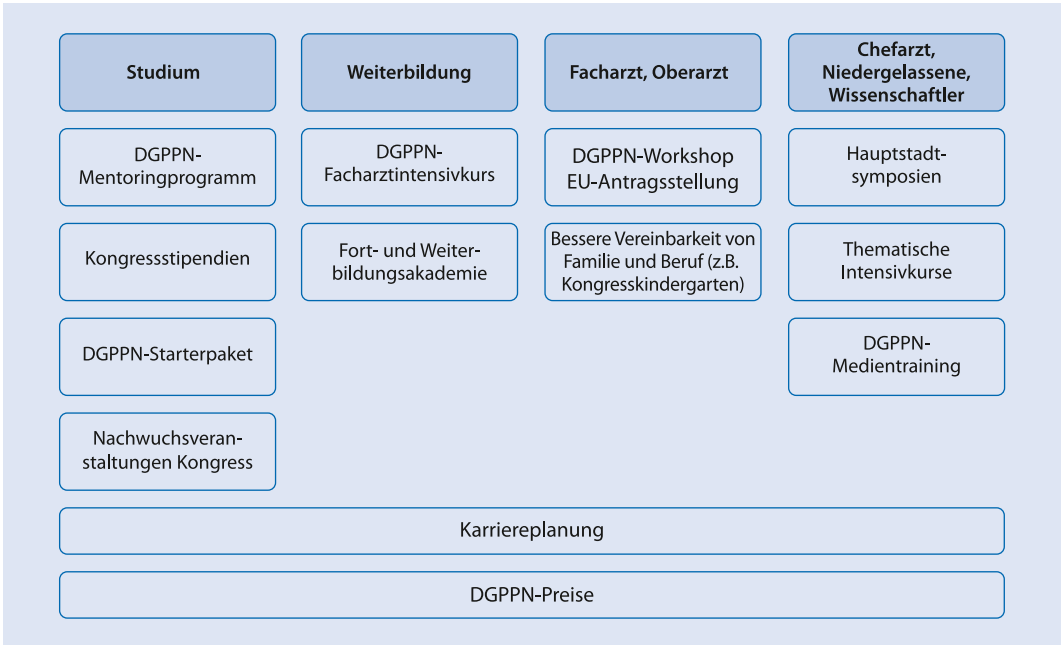 Studium
Weiterbildung
Facharzt, Oberarzt
Chefarzt,
Niedergelassene,
Wissenschaftler
DGPPN-
Mentoringprogramm
DGPPN-
Facharztintensivkurs
DGPPN-Workshop
EU-Antragsstellung
Hauptstadt-
symposien
Kongressstipendien
Fort- und Weiter-
bildungsakademie
Bessere Vereinbarkeit von
Familie und Beruf (z.B.
Kongresskindergarten)
Thematische
Intensivkurse
DGPPN-Starterpaket
DGPPN-
Medientraining
Nachwuchsveran-
staltungen Kongress
Karriereplanung
DGPPN-Preise